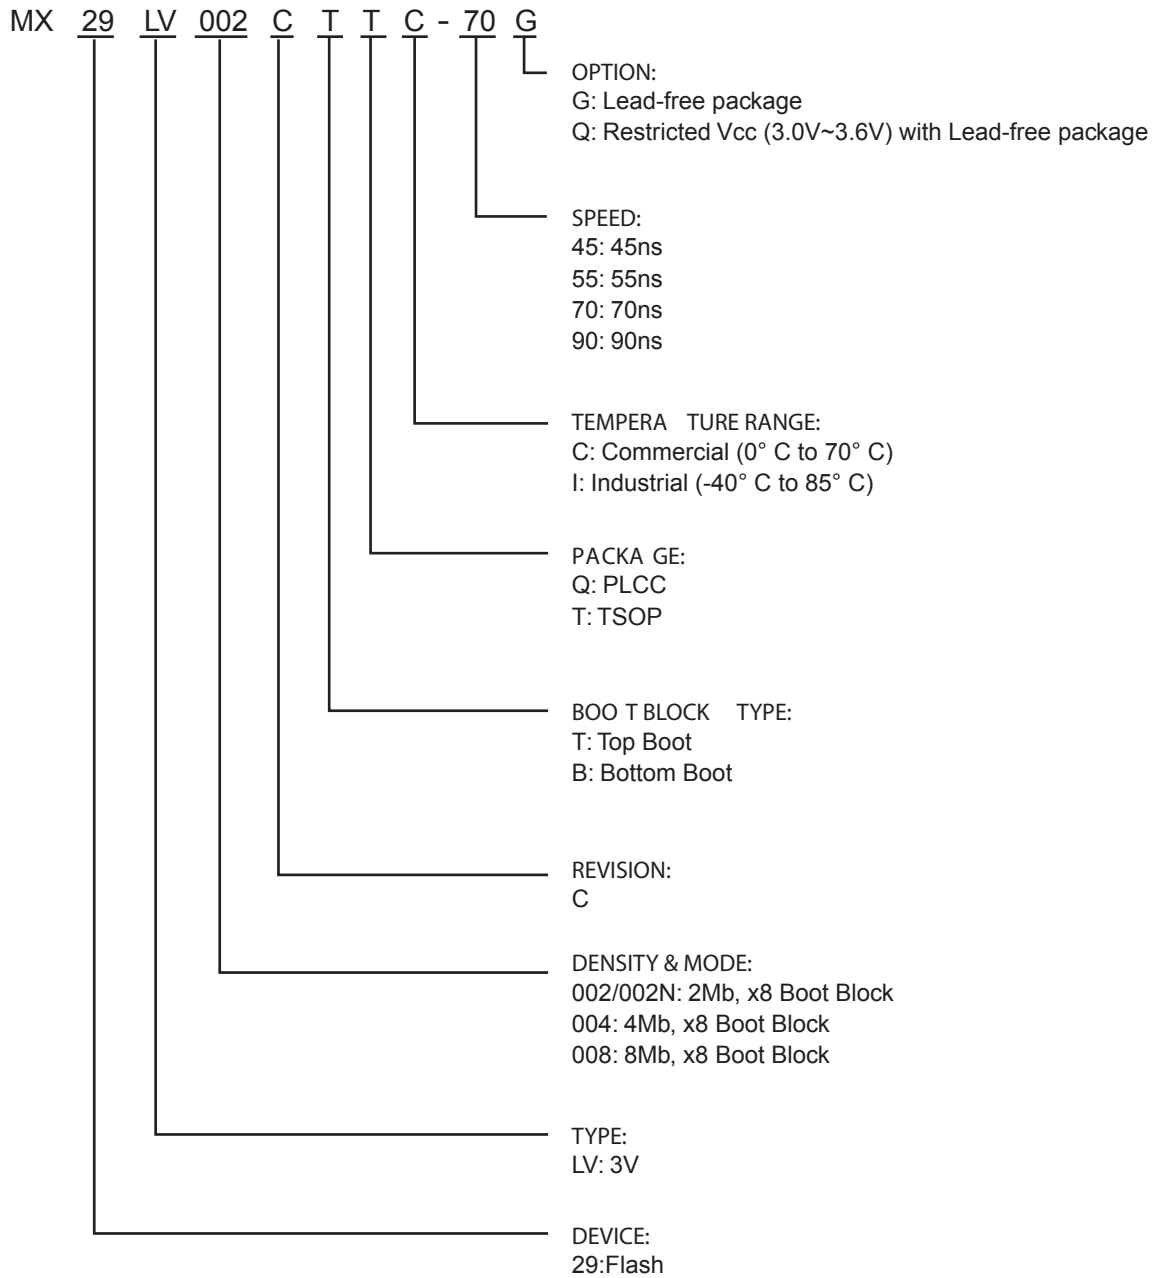 MX 29 LV 002 C T T C - 70 G
OPTION:
G: Lead-free package
Q: Restricted Vcc (3.0V~3.6V) with Lead-free package
SPEED:
45: 45ns
55: 55ns
70: 70ns
90: 90ns
TEMPERA TURE RANGE:
C: Commercial (0° C to 70° C)
I: Industrial (-40° C to 85° C)
PACKA GE:
Q: PLCC
T: TSOP
BOO T BLOCK TYPE:
T: Top Boot
B: Bottom Boot
REVISION:
C
DENSITY & MODE:
002/002N: 2Mb, x8 Boot Block
004: 4Mb, x8 Boot Block
008: 8Mb, x8 Boot Block
TYPE:
LV: 3V
DEVICE:
29:Flash